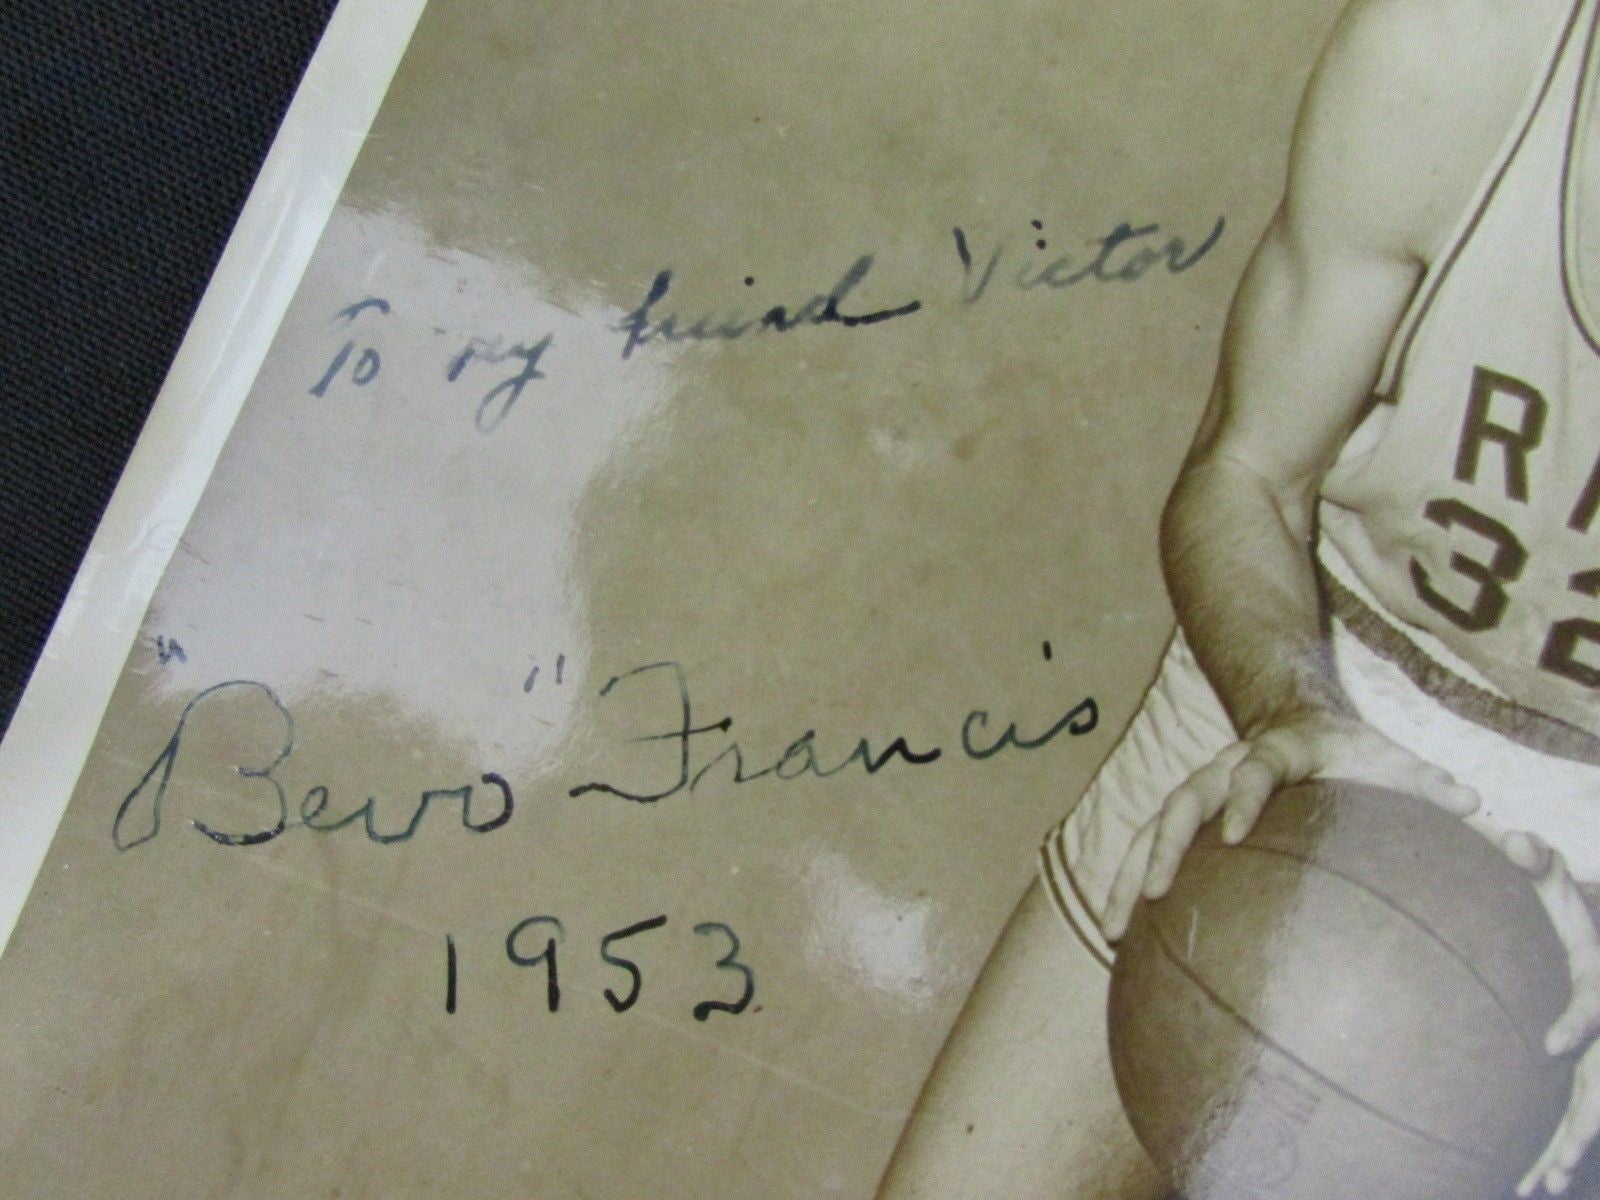 To my friend Victor
"Bevo" Francis
1953
R
32